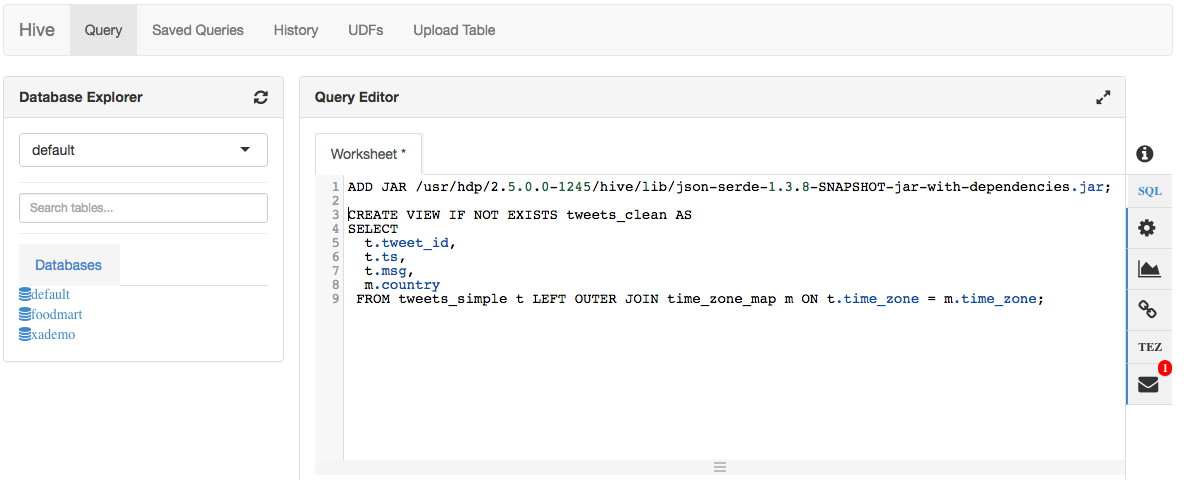 Hive Query Saved Queries History UDFs Upload Table
Database Explorer
default
Search tables...
Databases
default
foodmart
xademo
Query Editor
Worksheet *
1 ADD JAR /usr/hdp/2.5.0.0-1245/hive/lib/json-serde-1.3.8-SNAPSHOT-jar-with-dependencies.jar;
2
3 CREATE VIEW IF NOT EXISTS tweets_clean AS
4 SELECT
5 t.tweet_id,
6 t.ts,
7 t.msg,
8 m.country
9 FROM tweets_simple t LEFT OUTER JOIN time_zone_map m ON t.time_zone = m.time_zone;
SQL
TEZ
1